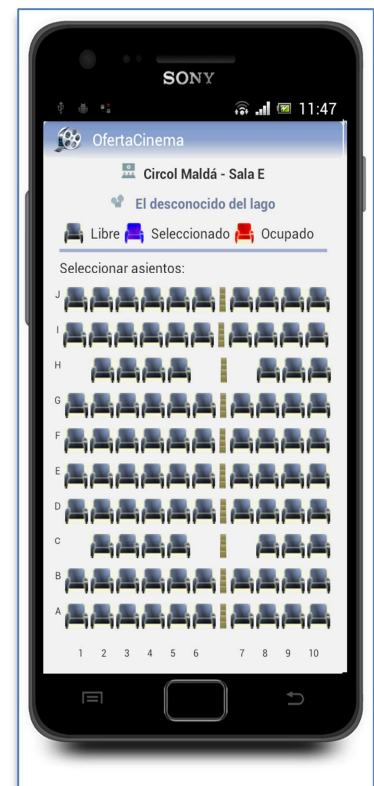 SONY
11:47
OfertaCinema
Circol Maldá - Sala E
El desconocido del lago
Libre Seleccionado Ocupado
Seleccionar asientos:
J
I
H
G
F
E
D
C
B
A
1 2 3 4 5 6 7 8 9 10